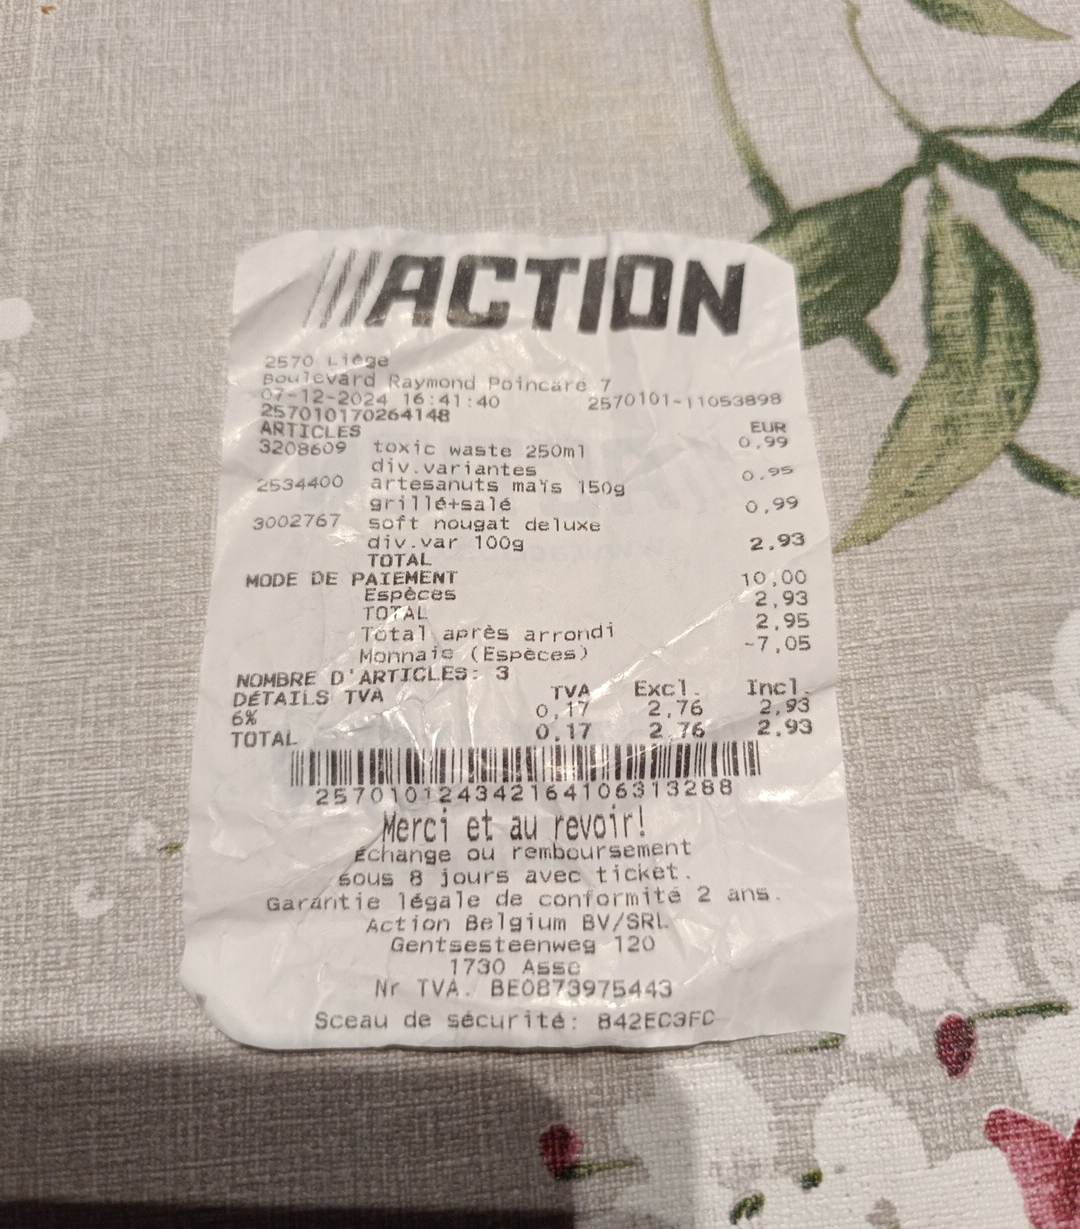 ACTION
2570 Liège
Boulevard Raymond Poincaré 7
07-12-2024 16:41:40 2570101-11053898
257010170264148
ARTICLES EUR
3208609 toxic waste 250ml 0,99
div.variantes
2534400 artesanuts maïs 150g 0,95
grillé+salé
3002767 soft nougat deluxe 0,99
div.var 100g
TOTAL 2,93
MODE DE PAIEMENT
Espèces 10,00
TOTAL 2,93
Total après arrondi 2,95
Monnaie (Espèces) -7,05
NOMBRE D'ARTICLES: 3
DÉTAILS TVA TVA Excl. Incl.
6% 0,17 2,76 2,93
TOTAL 0,17 2,76 2,93
257010124342164106313288
Merci et au revoir!
Échange ou remboursement
sous 8 jours avec ticket.
Garantie légale de conformité 2 ans.
Action Belgium BV/SRL
Gentsesteenweg 120
1730 Asse
Nr TVA. BE0873975443
Sceau de sécurité: 842EC3FC